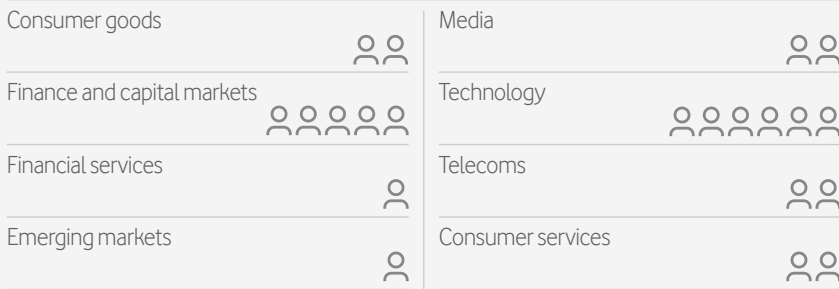 Consumer goods
Finance and capital markets
Financial services
Emerging markets
Media
Technology
Telecoms
Consumer services